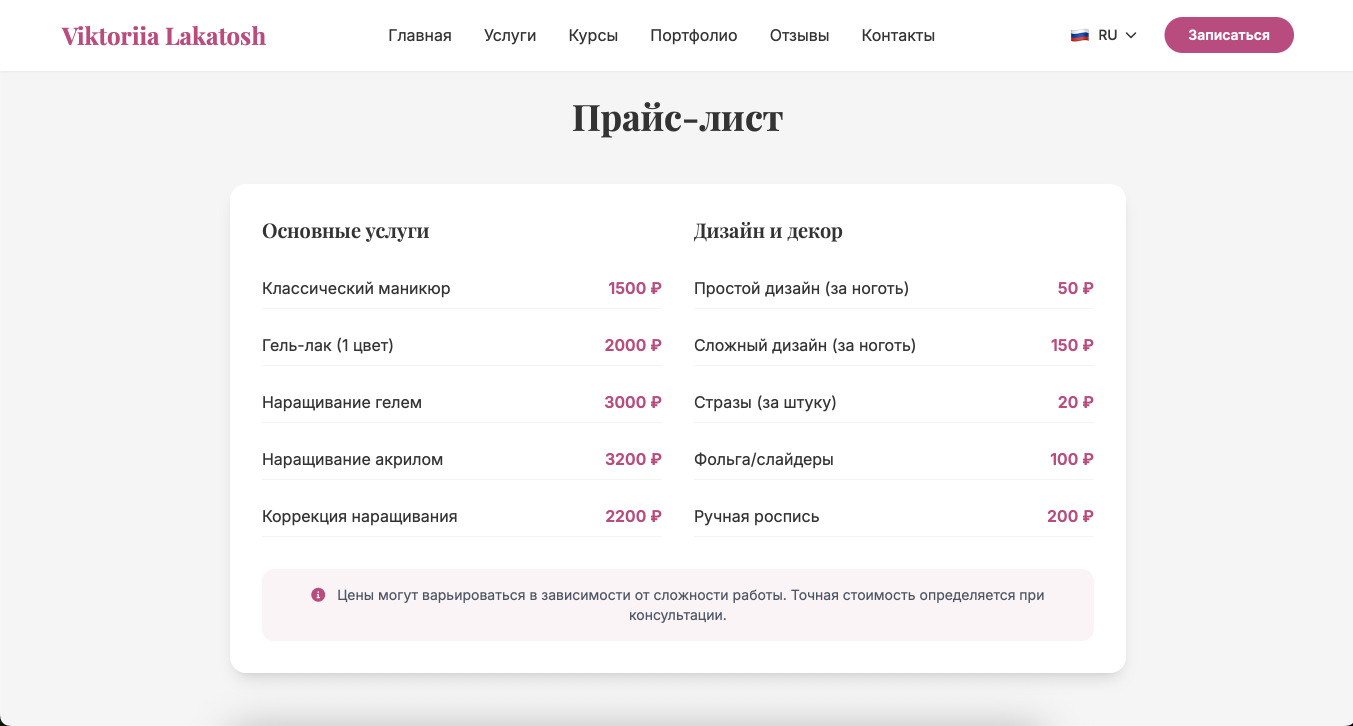 Viktoriia Lakatosh
Главная
Услуги
Курсы
Портфолио
Отзывы
Контакты
RU
Записаться
Прайс-лист
Основные услуги
Классический маникюр 1500 ₽
Гель-лак (1 цвет) 2000 ₽
Наращивание гелем 3000 ₽
Наращивание акрилом 3200 ₽
Коррекция наращивания 2200 ₽
Дизайн и декор
Простой дизайн (за ноготь) 50 ₽
Сложный дизайн (за ноготь) 150 ₽
Стразы (за штуку) 20 ₽
Фольга/слайдеры 100 ₽
Ручная роспись 200 ₽
Цены могут варьироваться в зависимости от сложности работы. Точная стоимость определяется при
консультации.